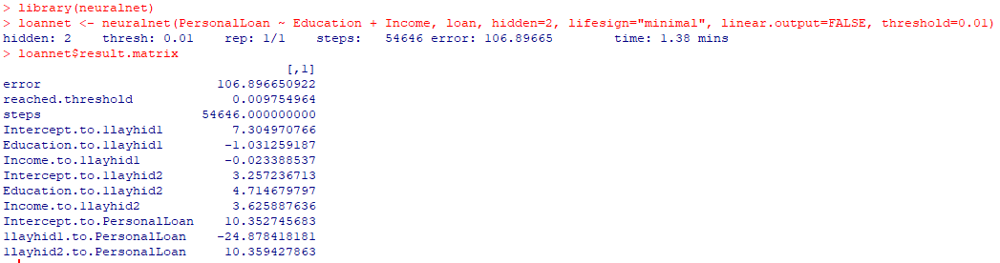 > library(neuralnet)
> loannet <- neuralnet(PersonalLoan ~ Education + Income, loan, hidden=2, lifesign="minimal", linear.output=FALSE, threshold=0.01)
hidden: 2 thresh: 0.01 rep: 1/1 steps: 54646 error: 106.89665 time: 1.38 mins
> loannet$result.matrix
[,1]
error 106.896650922
reached.threshold 0.009754964
steps 54646.000000000
Intercept.to.1layhid1 7.304970766
Education.to.1layhid1 -1.031259187
Income.to.1layhid1 -0.023388537
Intercept.to.1layhid2 3.257236713
Education.to.1layhid2 4.714679797
Income.to.1layhid2 3.625887636
Intercept.to.PersonalLoan 10.352745683
1layhid1.to.PersonalLoan -24.878418181
1layhid2.to.PersonalLoan 10.359427863